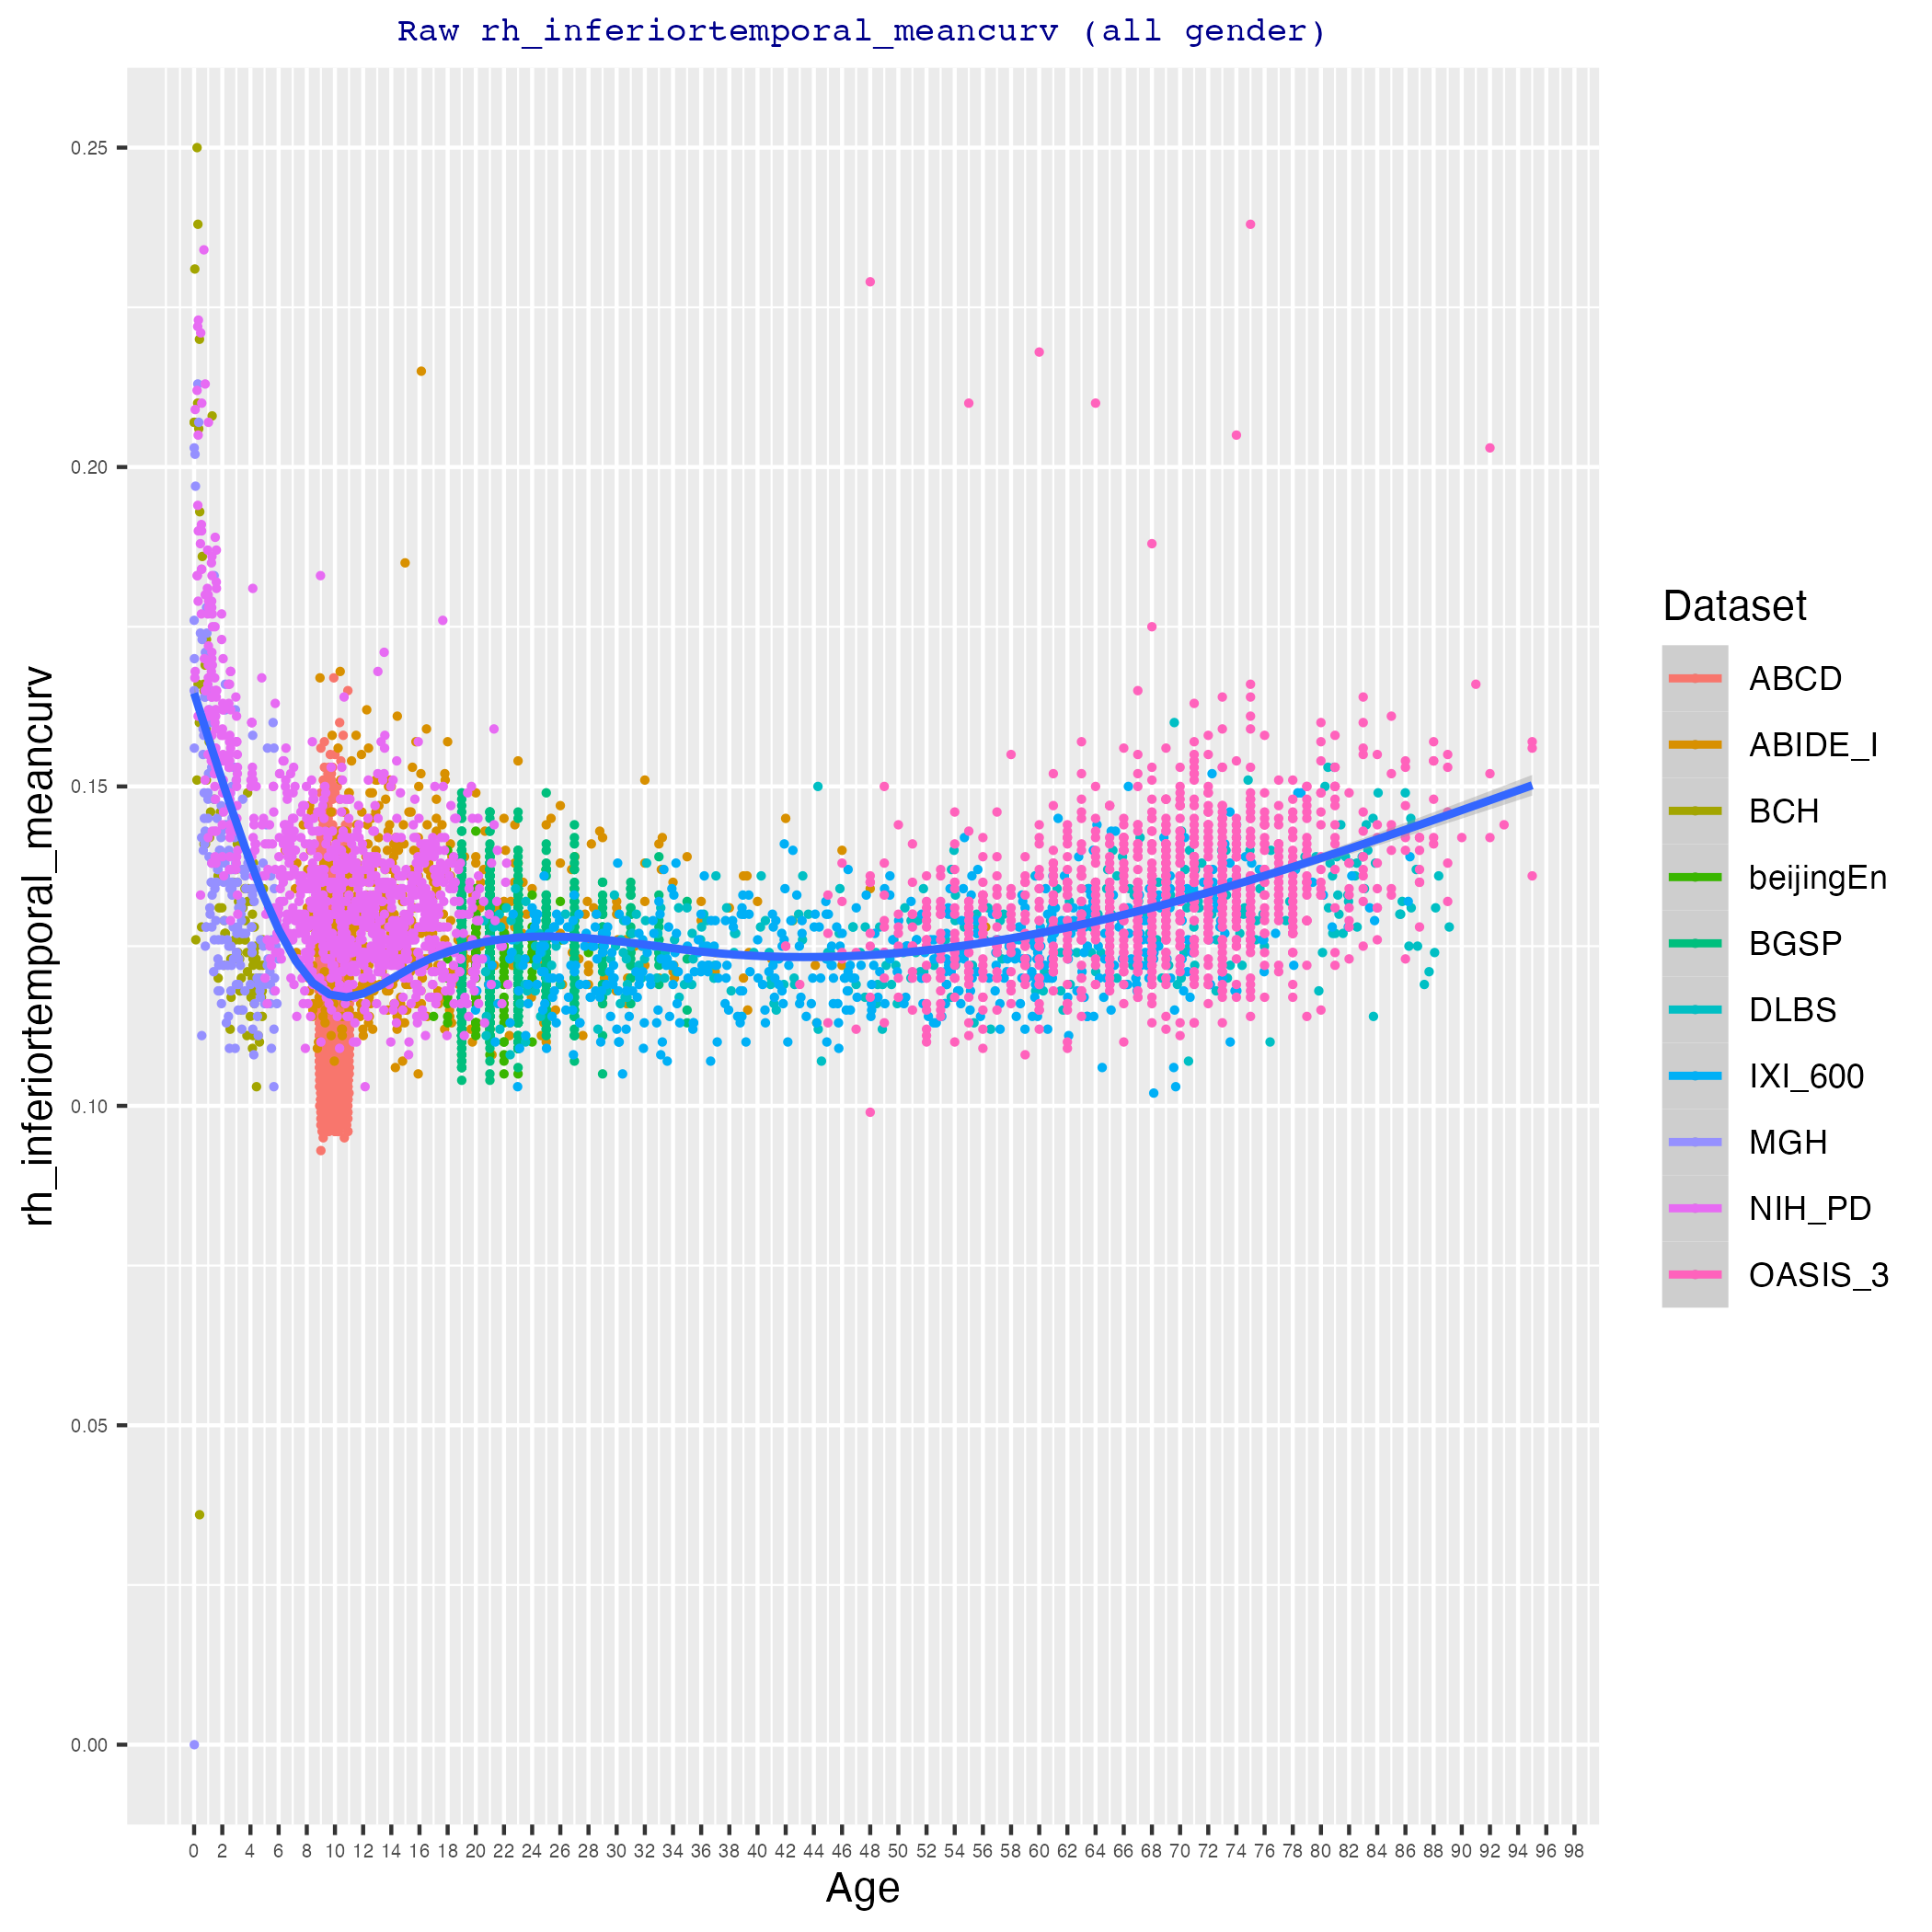 Raw rh_inferiortemporal_meancurv (all gender)
rh_inferiortemporal_meancurv
0.25
0.20
0.15
0.10
0.05
0.00
0 2 4 6 8 10 12 14 16 18 20 22 24 26 28 30 32 34 36 38 40 42 44 46 48 50 52 54 56 58 60 62 64 66 68 70 72 74 76 78 80 82 84 86 88 90 92 94 96 98
Age
Dataset
ABCD
ABIDE_I
BCH
beijingEn
BGSP
DLBS
IXI_600
MGH
NIH_PD
OASIS_3